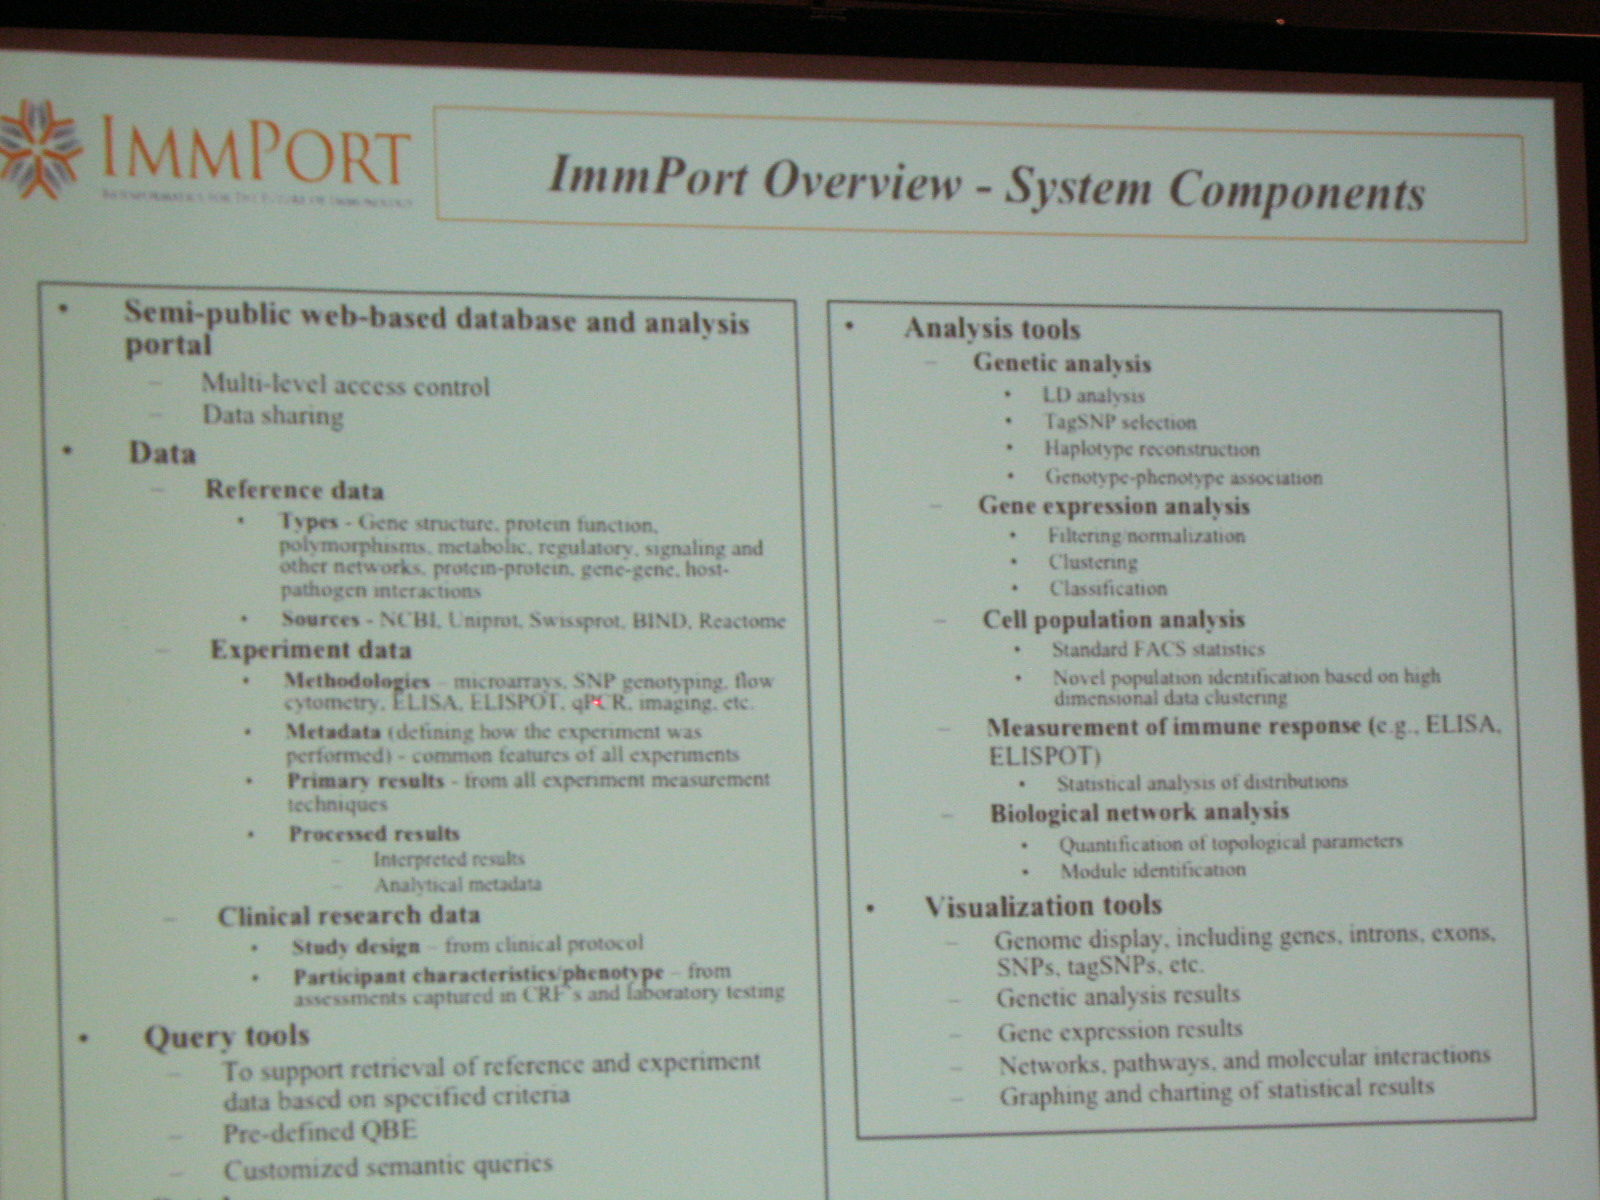 IMMPORT
BIOINFORMATICS FOR THE FUTURE OF IMMUNOLOGY
ImmPort Overview - System Components
• Semi-public web-based database and analysis
portal
– Multi-level access control
– Data sharing
• Data
– Reference data
• Types - Gene structure, protein function,
polymorphisms, metabolic, regulatory, signaling and
other networks, protein-protein, gene-gene, host-
pathogen interactions
• Sources - NCBI, Uniprot, Swissprot, BIND, Reactome
– Experiment data
• Methodologies – microarrays, SNP genotyping, flow
cytometry, ELISA, ELISPOT, qPCR, imaging, etc.
• Metadata (defining how the experiment was
performed) - common features of all experiments
• Primary results - from all experiment measurement
techniques
• Processed results
– Interpreted results
– Analytical metadata
– Clinical research data
• Study design – from clinical protocol
• Participant characteristics/phenotype – from
assessments captured in CRF's and laboratory testing
• Query tools
– To support retrieval of reference and experiment
data based on specified criteria
– Pre-defined QBE
– Customized semantic queries
• Analysis tools
– Genetic analysis
• LD analysis
• TagSNP selection
• Haplotype reconstruction
• Genotype-phenotype association
– Gene expression analysis
• Filtering/normalization
• Clustering
• Classification
– Cell population analysis
• Standard FACS statistics
• Novel population identification based on high
dimensional data clustering
– Measurement of immune response (e.g., ELISA,
ELISPOT)
• Statistical analysis of distributions
– Biological network analysis
• Quantification of topological parameters
• Module identification
• Visualization tools
– Genome display, including genes, introns, exons,
SNPs, tagSNPs, etc.
– Genetic analysis results
– Gene expression results
– Networks, pathways, and molecular interactions
– Graphing and charting of statistical results